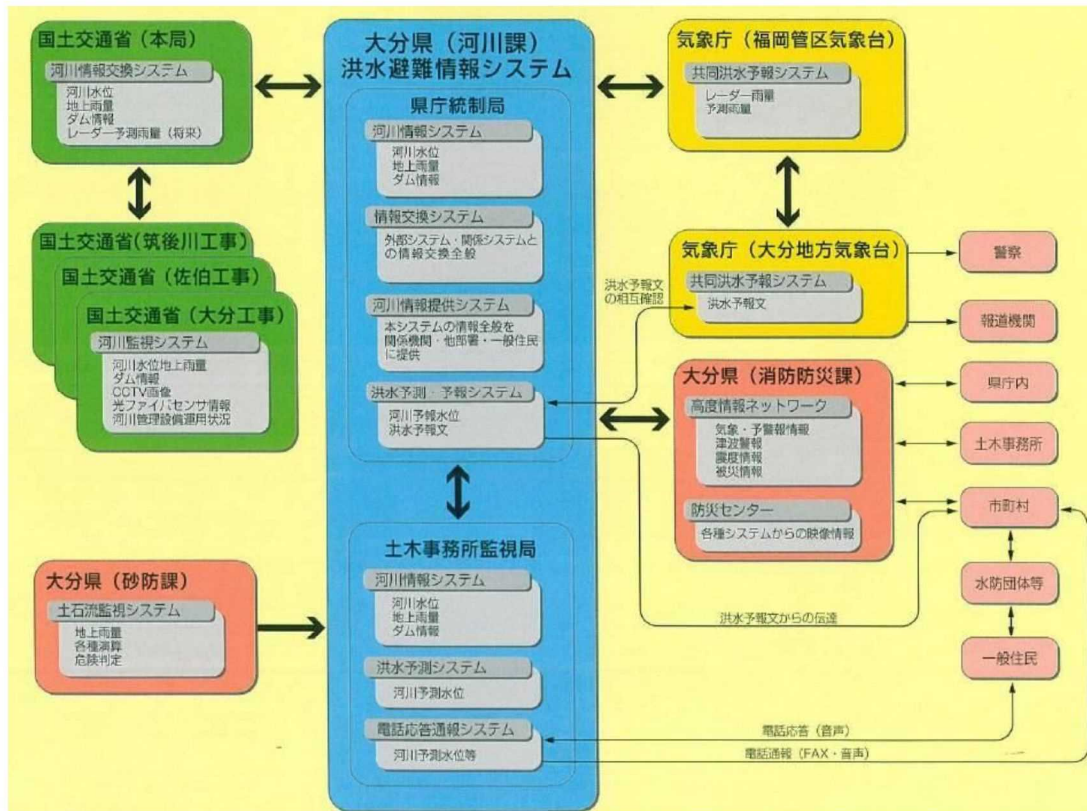 国土交通省(本局)
河川情報交換システム
河川水位
地上雨量
ダム情報
レーダー予測雨量(将来)
国土交通省(筑後川工事)
国土交通省(佐伯工事)
国土交通省(大分工事)
河川監視システム
河川水位地上雨量
ダム情報
CCTV画像
光ファイバセンサ情報
河川管理設備運用状況
大分県(砂防課)
土石流監視システム
地上雨量
各種演算
危険判定
大分県(河川課)
洪水避難情報システム
県庁統制局
河川情報システム
河川水位
地上雨量
ダム情報
情報交換システム
外部システム・関係システムと
の情報交換全般
河川情報提供システム
本システムの情報全般を
関係機関・他部署・一般住民
に提供
洪水予測・予報システム
河川予報水位
洪水予報文
土木事務所監視局
河川情報システム
河川水位
地上雨量
ダム情報
洪水予測システム
河川予測水位
電話応答通報システム
河川予測水位等
気象庁(福岡管区気象台)
共同洪水予報システム
レーダー雨量
予測雨量
気象庁(大分地方気象台)
共同洪水予報システム
洪水予報文
洪水予報文
の相互確認
大分県(消防防災課)
高度情報ネットワーク
気象・予警報情報
津波警報
震度情報
被災情報
防災センター
各種システムからの映像情報
洪水予報文からの伝達
警察
報道機関
県庁内
土木事務所
市町村
水防団体等
一般住民
電話応答(音声)
電話通報(FAX・音声)